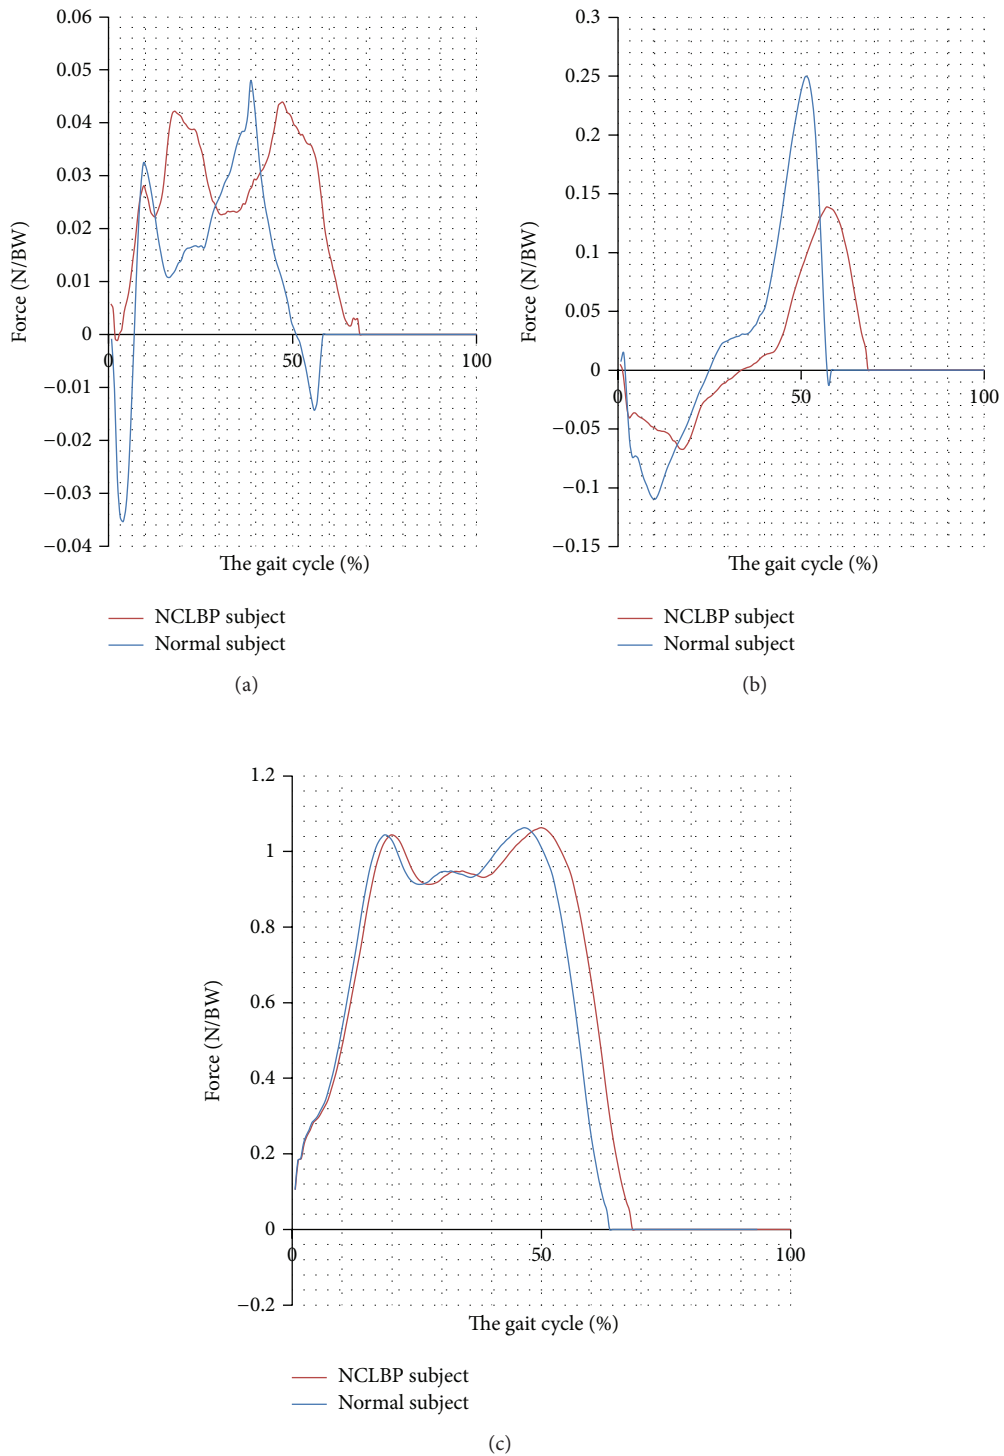 0.06
0.05
0.04
0.03
0.02
0.01
0
−0.01
−0.02
−0.03
−0.04
Force (N/BW)
0
50
100
The gait cycle (%)
NCLBP subject
Normal subject
(a)
0.3
0.25
0.2
0.15
0.1
0.05
0
−0.05
−0.1
−0.15
Force (N/BW)
0
50
100
The gait cycle (%)
NCLBP subject
Normal subject
(b)
1.2
1
0.8
0.6
0.4
0.2
0
−0.2
Force (N/BW)
0
50
100
The gait cycle (%)
NCLBP subject
Normal subject
(c)